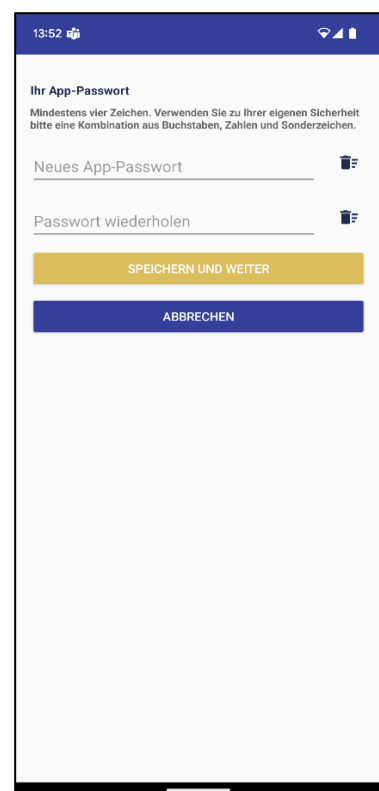 13:52
Ihr App-Passwort
Mindestens vier Zeichen. Verwenden Sie zu Ihrer eigenen Sicherheit
bitte eine Kombination aus Buchstaben, Zahlen und Sonderzeichen.
Neues App-Passwort
Passwort wiederholen
SPEICHERN UND WEITER
ABBRECHEN